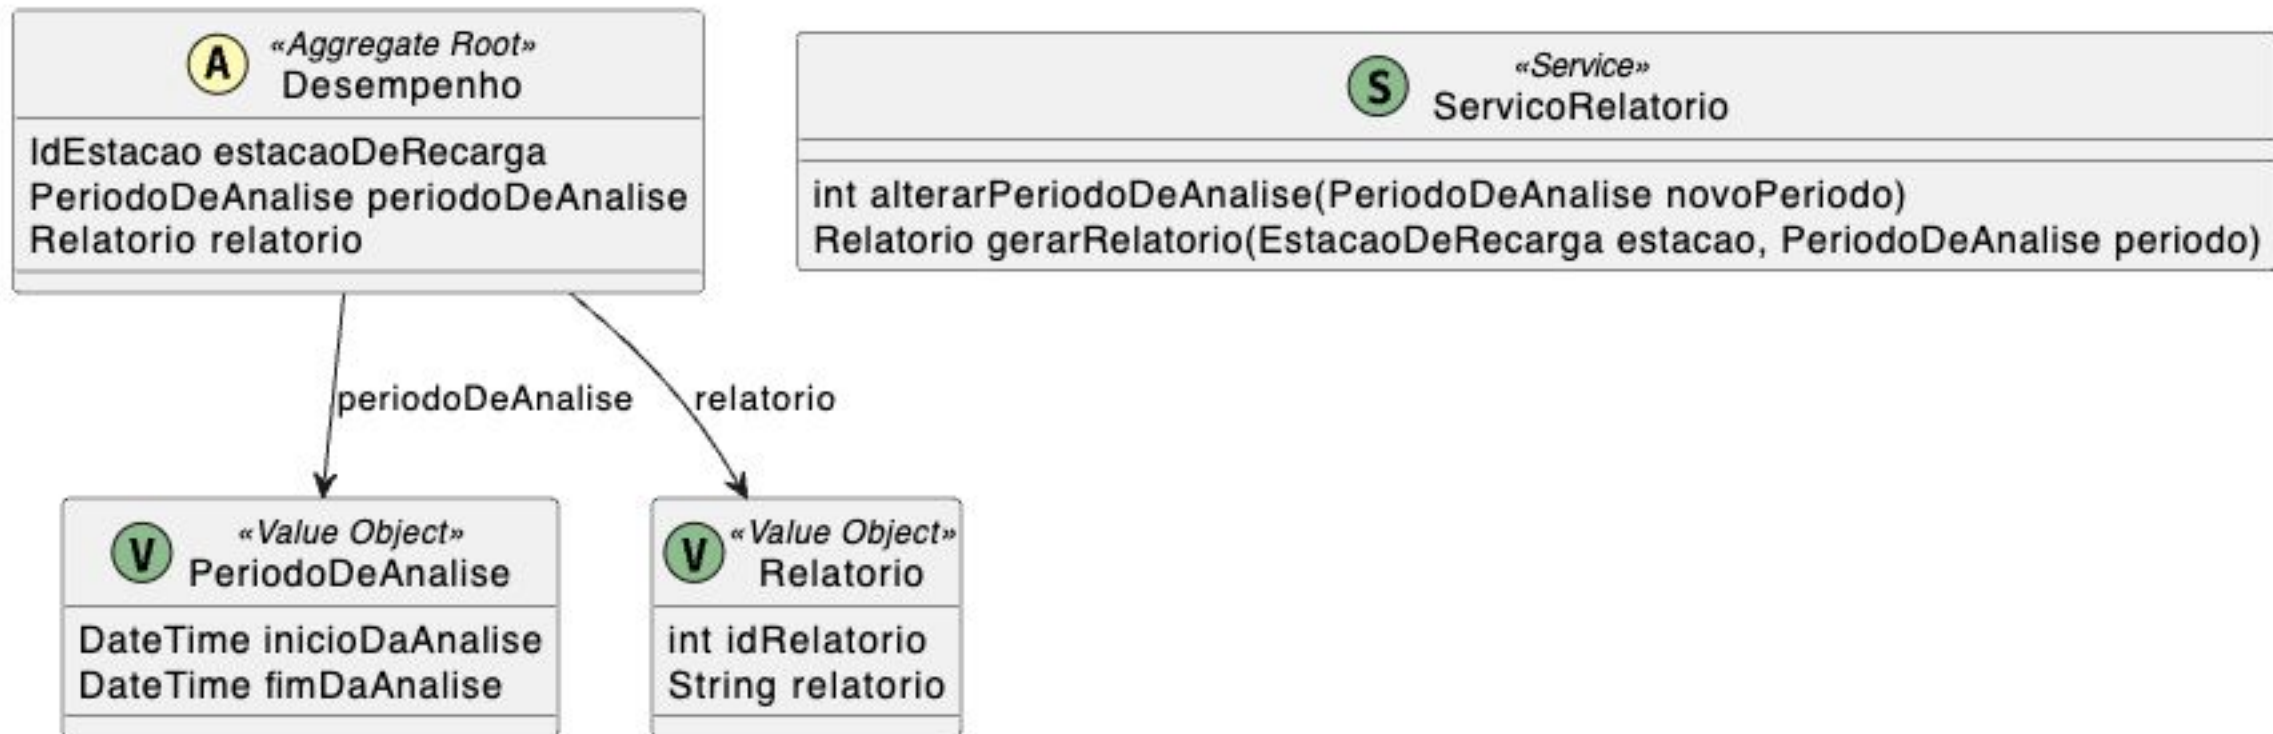 A
«Aggregate Root»
Desempenho
IdEstacao estacaoDeRecarga
PeriodoDeAnalise periodoDeAnalise
Relatorio relatorio
S
«Service»
ServicoRelatorio
int alterarPeriodoDeAnalise(PeriodoDeAnalise novoPeriodo)
Relatorio gerarRelatorio(EstacaoDeRecarga estacao, PeriodoDeAnalise periodo)
periodoDeAnalise
relatorio
V
«Value Object»
PeriodoDeAnalise
DateTime inicioDaAnalise
DateTime fimDaAnalise
V
«Value Object»
Relatorio
int idRelatorio
String relatorio